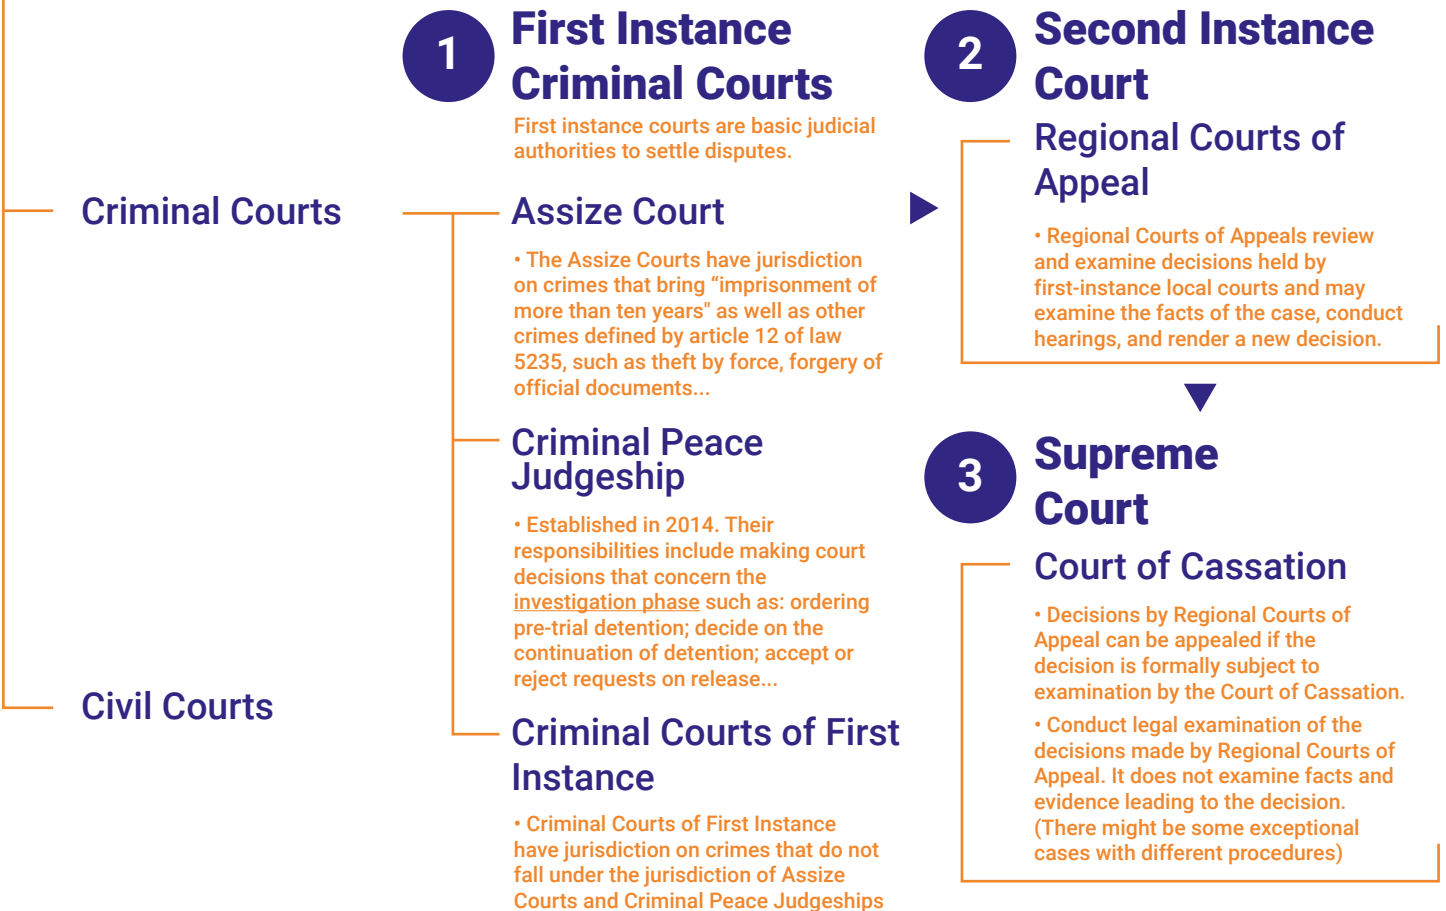 Criminal Courts
Civil Courts
1
First Instance
Criminal Courts
First instance courts are basic judicial
authorities to settle disputes.
Assize Court
• The Assize Courts have jurisdiction
on crimes that bring “imprisonment of
more than ten years" as well as other
crimes defined by article 12 of law
5235, such as theft by force, forgery of
official documents...
Criminal Peace
Judgeship
• Established in 2014. Their
responsibilities include making court
decisions that concern the
investigation phase such as: ordering
pre-trial detention; decide on the
continuation of detention; accept or
reject requests on release...
Criminal Courts of First
Instance
• Criminal Courts of First Instance
have jurisdiction on crimes that do not
fall under the jurisdiction of Assize
Courts and Criminal Peace Judgeships
2
Second Instance
Court
Regional Courts of
Appeal
• Regional Courts of Appeals review
and examine decisions held by
first-instance local courts and may
examine the facts of the case, conduct
hearings, and render a new decision.
3
Supreme
Court
Court of Cassation
• Decisions by Regional Courts of
Appeal can be appealed if the
decision is formally subject to
examination by the Court of Cassation.
• Conduct legal examination of the
decisions made by Regional Courts of
Appeal. It does not examine facts and
evidence leading to the decision.
(There might be some exceptional
cases with different procedures)